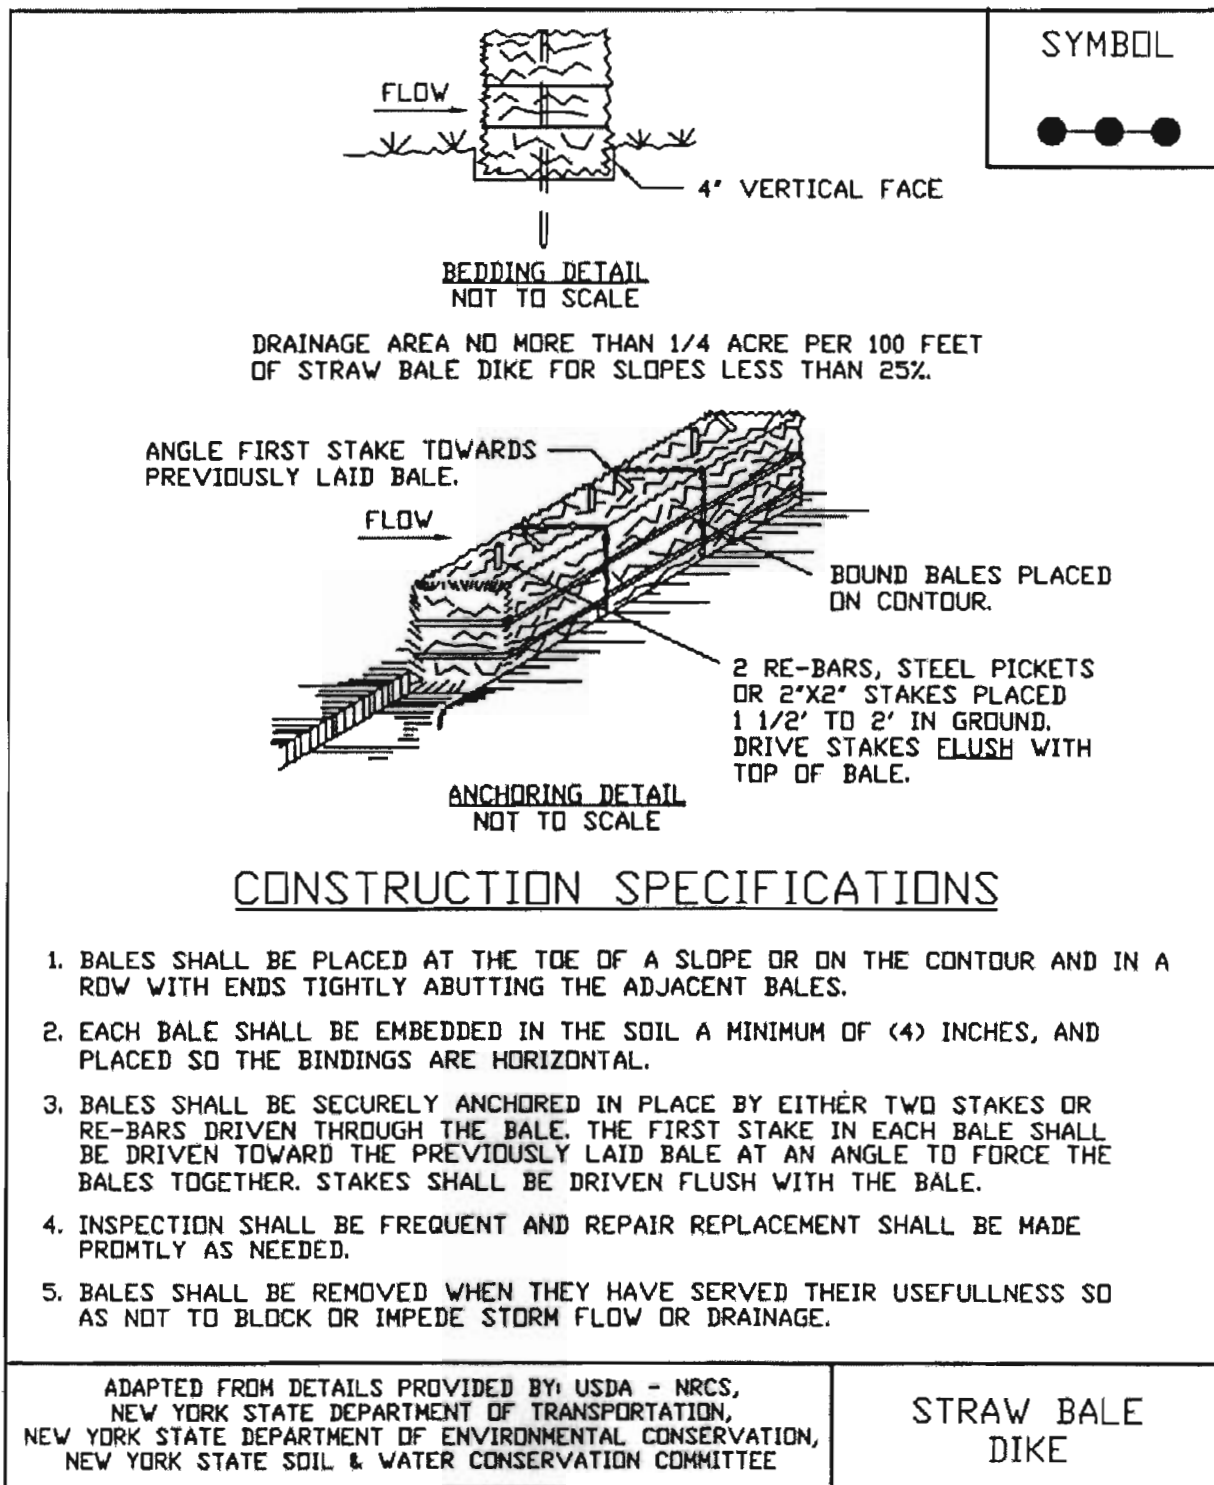 SYMBOL
FLOW
4" VERTICAL FACE
BEDDING DETAIL
NOT TO SCALE
DRAINAGE AREA NO MORE THAN 1/4 ACRE PER 100 FEET
OF STRAW BALE DIKE FOR SLOPES LESS THAN 25%.
ANGLE FIRST STAKE TOWARDS
PREVIOUSLY LAID BALE.
FLOW
BOUND BALES PLACED
ON CONTOUR.
2 RE-BARS, STEEL PICKETS
OR 2"X2" STAKES PLACED
1 1/2' TO 2' IN GROUND.
DRIVE STAKES FLUSH WITH
TOP OF BALE.
ANCHORING DETAIL
NOT TO SCALE
CONSTRUCTION SPECIFICATIONS
1. BALES SHALL BE PLACED AT THE TOE OF A SLOPE OR ON THE CONTOUR AND IN A
ROW WITH ENDS TIGHTLY ABUTTING THE ADJACENT BALES.
2. EACH BALE SHALL BE EMBEDDED IN THE SOIL A MINIMUM OF (4) INCHES, AND
PLACED SO THE BINDINGS ARE HORIZONTAL.
3. BALES SHALL BE SECURELY ANCHORED IN PLACE BY EITHER TWO STAKES OR
RE-BARS DRIVEN THROUGH THE BALE. THE FIRST STAKE IN EACH BALE SHALL
BE DRIVEN TOWARD THE PREVIOUSLY LAID BALE AT AN ANGLE TO FORCE THE
BALES TOGETHER. STAKES SHALL BE DRIVEN FLUSH WITH THE BALE.
4. INSPECTION SHALL BE FREQUENT AND REPAIR REPLACEMENT SHALL BE MADE
PROMTLY AS NEEDED.
5. BALES SHALL BE REMOVED WHEN THEY HAVE SERVED THEIR USEFULLNESS SO
AS NOT TO BLOCK OR IMPEDE STORM FLOW OR DRAINAGE.
ADAPTED FROM DETAILS PROVIDED BY: USDA - NRCS,
NEW YORK STATE DEPARTMENT OF TRANSPORTATION,
NEW YORK STATE DEPARTMENT OF ENVIRONMENTAL CONSERVATION,
NEW YORK STATE SOIL & WATER CONSERVATION COMMITTEE
STRAW BALE
DIKE